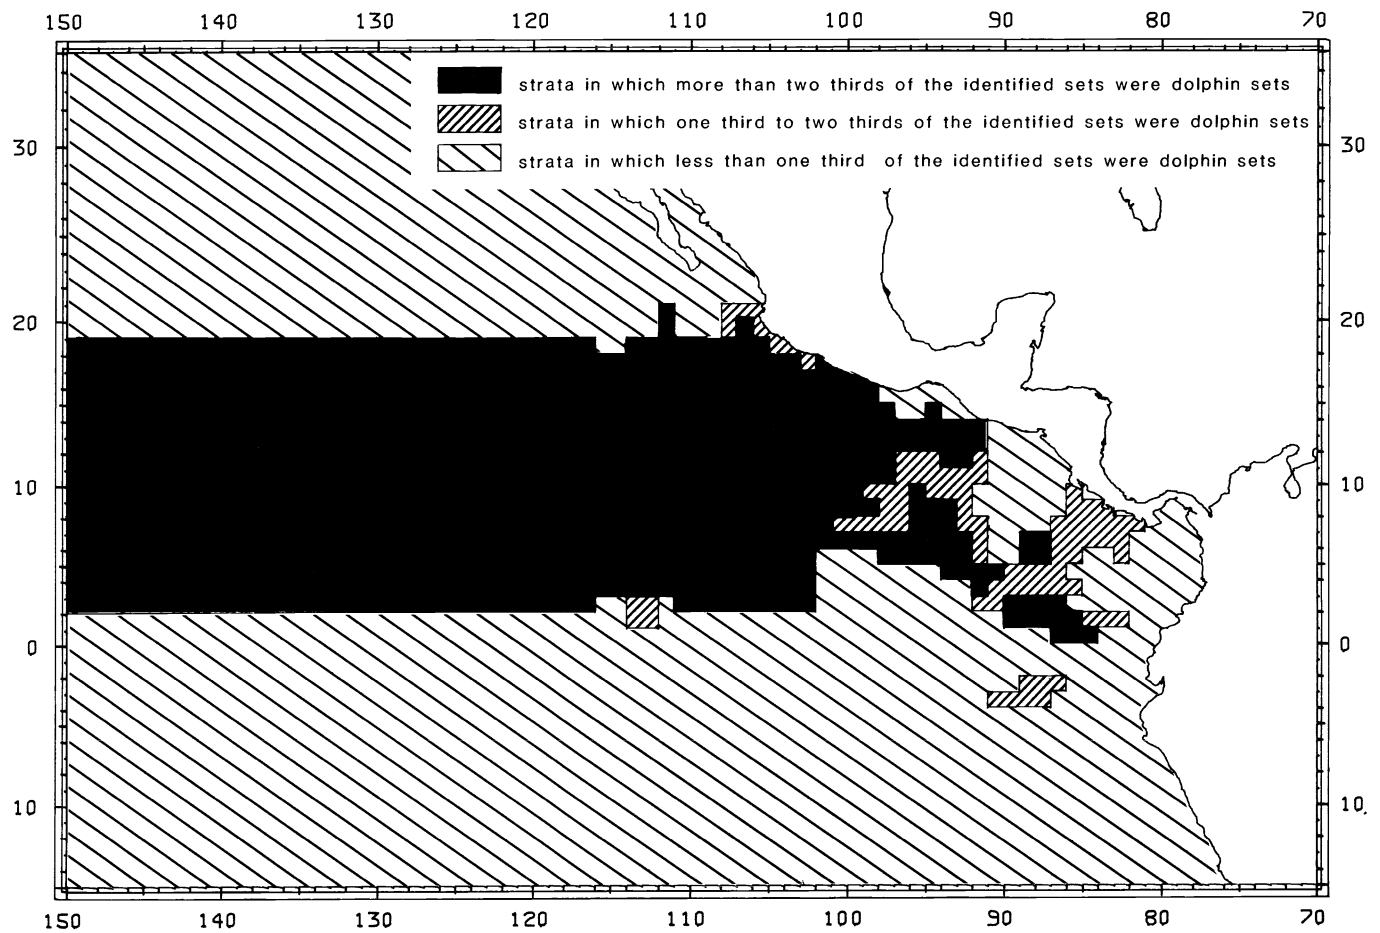 150 140 130 120 110 100 90 80 70
strata in which more than two thirds of the identified sets were dolphin sets
strata in which one third to two thirds of the identified sets were dolphin sets
strata in which less than one third of the identified sets were dolphin sets
30 30
20 20
10 10
0 0
10 10
150 140 130 120 110 100 90 80 70